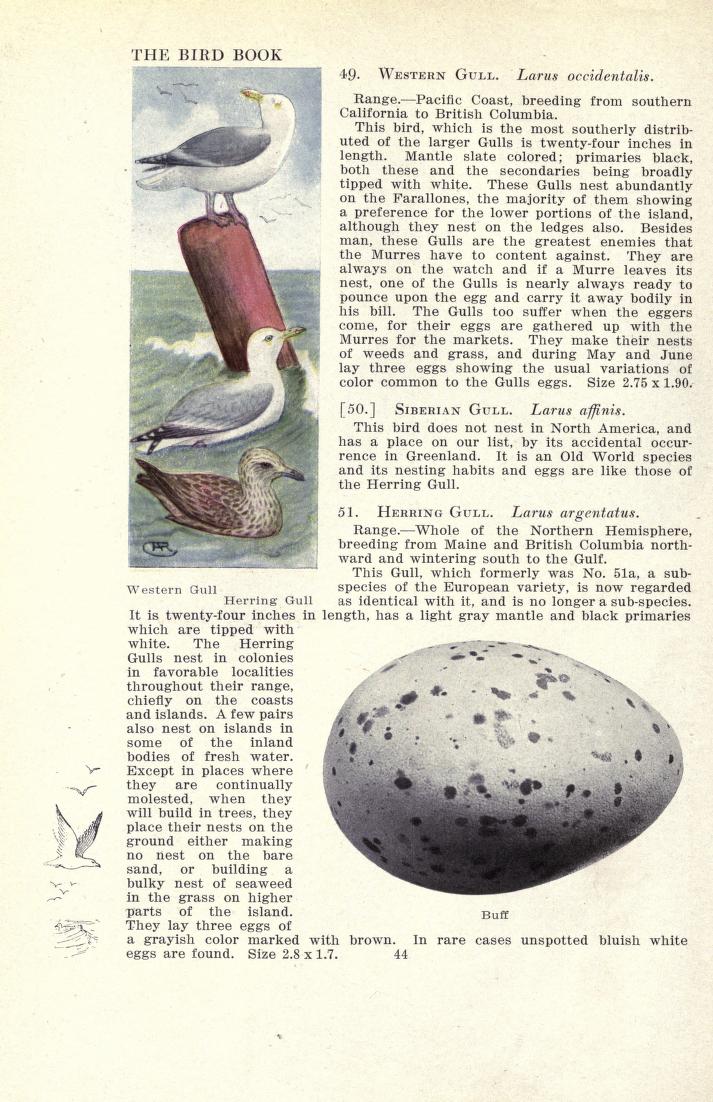 THE BIRD BOOK
49. WESTERN GULL. Larus occidentalis.
Range.—Pacific Coast, breeding from southern
California to British Columbia.
This bird, which is the most southerly distrib-
uted of the larger Gulls is twenty-four inches in
length. Mantle slate colored; primaries black,
both these and the secondaries being broadly
tipped with white. These Gulls nest abundantly
on the Farallones, the majority of them showing
a preference for the lower portions of the island,
although they nest on the ledges also. Besides
man, these Gulls are the greatest enemies that
the Murres have to content against. They are
always on the watch and if a Murre leaves its
nest, one of the Gulls is nearly always ready to
pounce upon the egg and carry it away bodily in
his bill. The Gulls too suffer when the eggers
come, for their eggs are gathered up with the
Murres for the markets. They make their nests
of weeds and grass, and during May and June
lay three eggs showing the usual variations of
color common to the Gulls eggs. Size 2.75 x 1.90.
[50.] SIBERIAN GULL. Larus affinis.
This bird does not nest in North America, and
has a place on our list, by its accidental occur-
rence in Greenland. It is an Old World species
and its nesting habits and eggs are like those of
the Herring Gull.
51. HERRING GULL. Larus argentatus.
Range.—Whole of the Northern Hemisphere,
breeding from Maine and British Columbia north-
ward and wintering south to the Gulf.
This Gull, which formerly was No. 51a, a sub-
species of the European variety, is now regarded
as identical with it, and is no longer a sub-species.
Western Gull
Herring Gull
It is twenty-four inches in length, has a light gray mantle and black primaries
which are tipped with
white. The Herring
Gulls nest in colonies
in favorable localities
throughout their range,
chiefly on the coasts
and islands. A few pairs
also nest on islands in
some of the inland
bodies of fresh water.
Except in places where
they are continually
molested, when they
will build in trees, they
place their nests on the
ground either making
no nest on the bare
sand, or building a
bulky nest of seaweed
in the grass on higher
parts of the island.
They lay three eggs of
Buff
a grayish color marked with brown. In rare cases unspotted bluish white
eggs are found. Size 2.8 x 1.7.
44